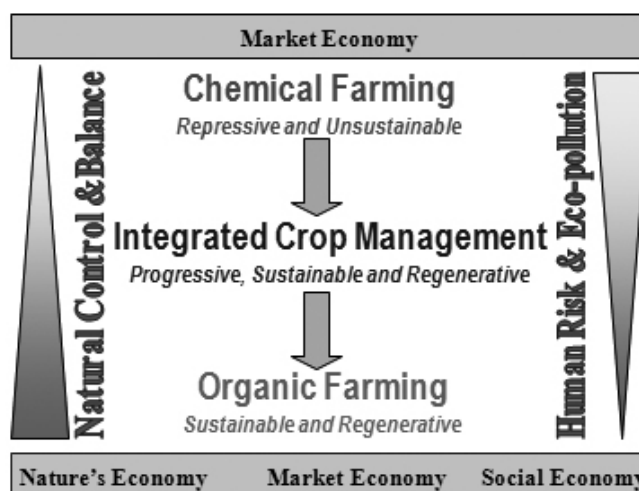 Market Economy
Natural Control &Balance
Chemical Farming
Repressive and Unsustainable
Integrated Crop Management
Progressive, Sustainable and Regenerative
Organic Farming
Sustainable and Regenerative
Human Risk & Eco-pollution
Nature's Economy Market Economy Social Economy